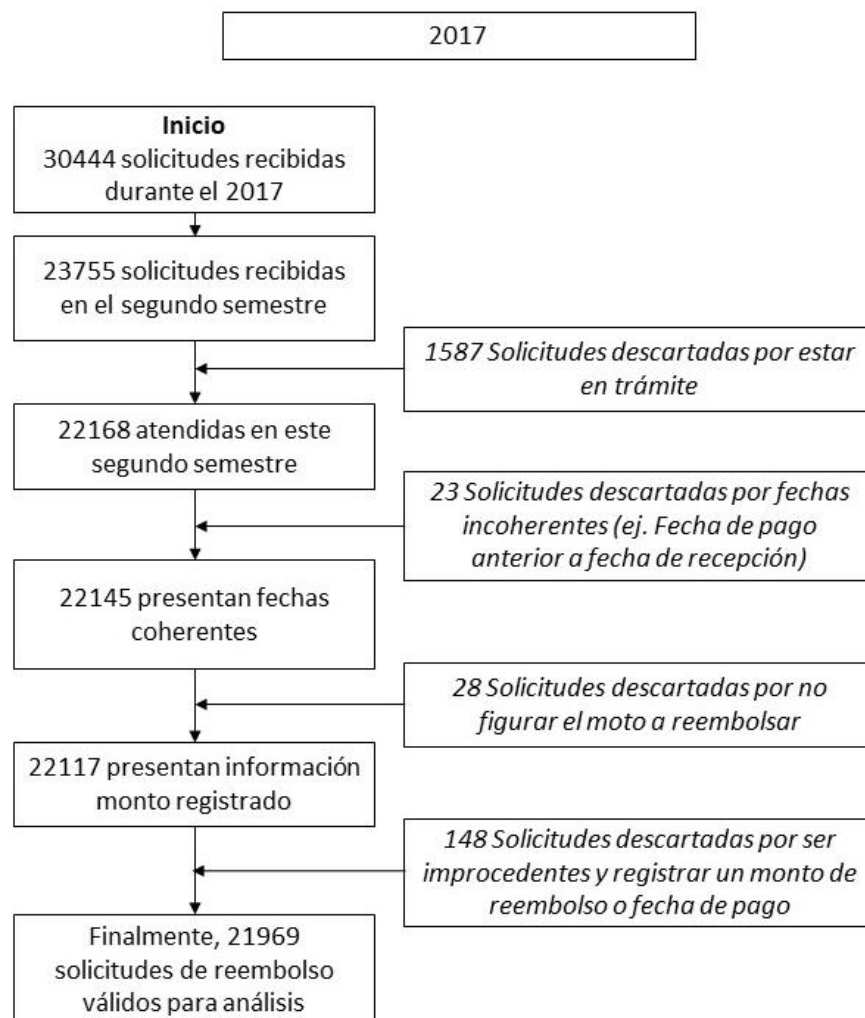 2017
Inicio
30444 solicitudes recibidas
durante el 2017
23755 solicitudes recibidas
en el segundo semestre
1587 Solicitudes descartadas por estar
en trámite
22168 atendidas en este
segundo semestre
23 Solicitudes descartadas por fechas
incoherentes (ej. Fecha de pago
anterior a fecha de recepción)
22145 presentan fechas
coherentes
28 Solicitudes descartadas por no
figurar el moto a reembolsar
22117 presentan información
monto registrado
148 Solicitudes descartadas por ser
improcedentes y registrar un monto de
reembolso o fecha de pago
Finalmente, 21969
solicitudes de reembolso
válidos para análisis